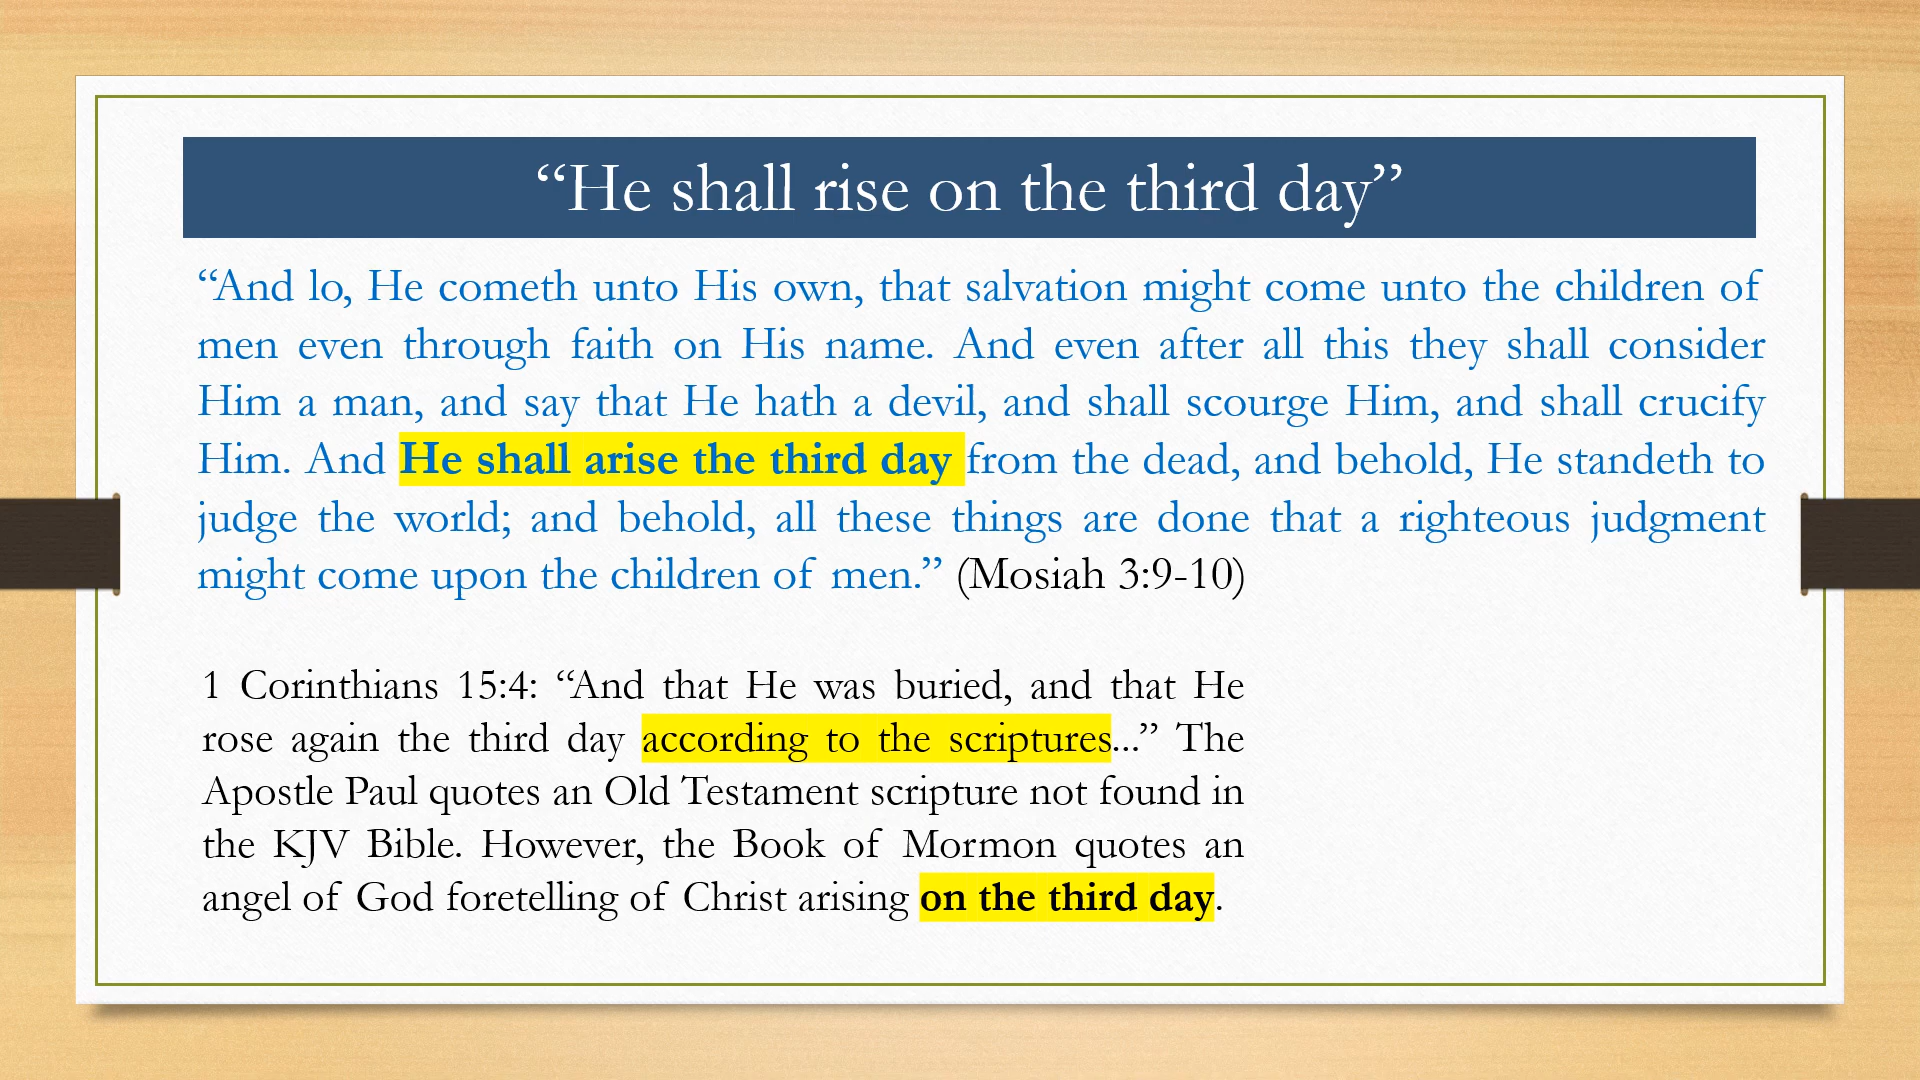 “He shall rise on the third day”
“And lo, He cometh unto His own, that salvation might come unto the children of
men even through faith on His name. And even after all this they shall consider
Him a man, and say that He hath a devil, and shall scourge Him, and shall crucify
Him. And He shall arise the third day from the dead, and behold, He standeth to
judge the world; and behold, all these things are done that a righteous judgment
might come upon the children of men.” (Mosiah 3:9-10)
1 Corinthians 15:4: “And that He was buried, and that He
rose again the third day according to the scriptures...” The
Apostle Paul quotes an Old Testament scripture not found in
the KJV Bible. However, the Book of Mormon quotes an
angel of God foretelling of Christ arising on the third day.